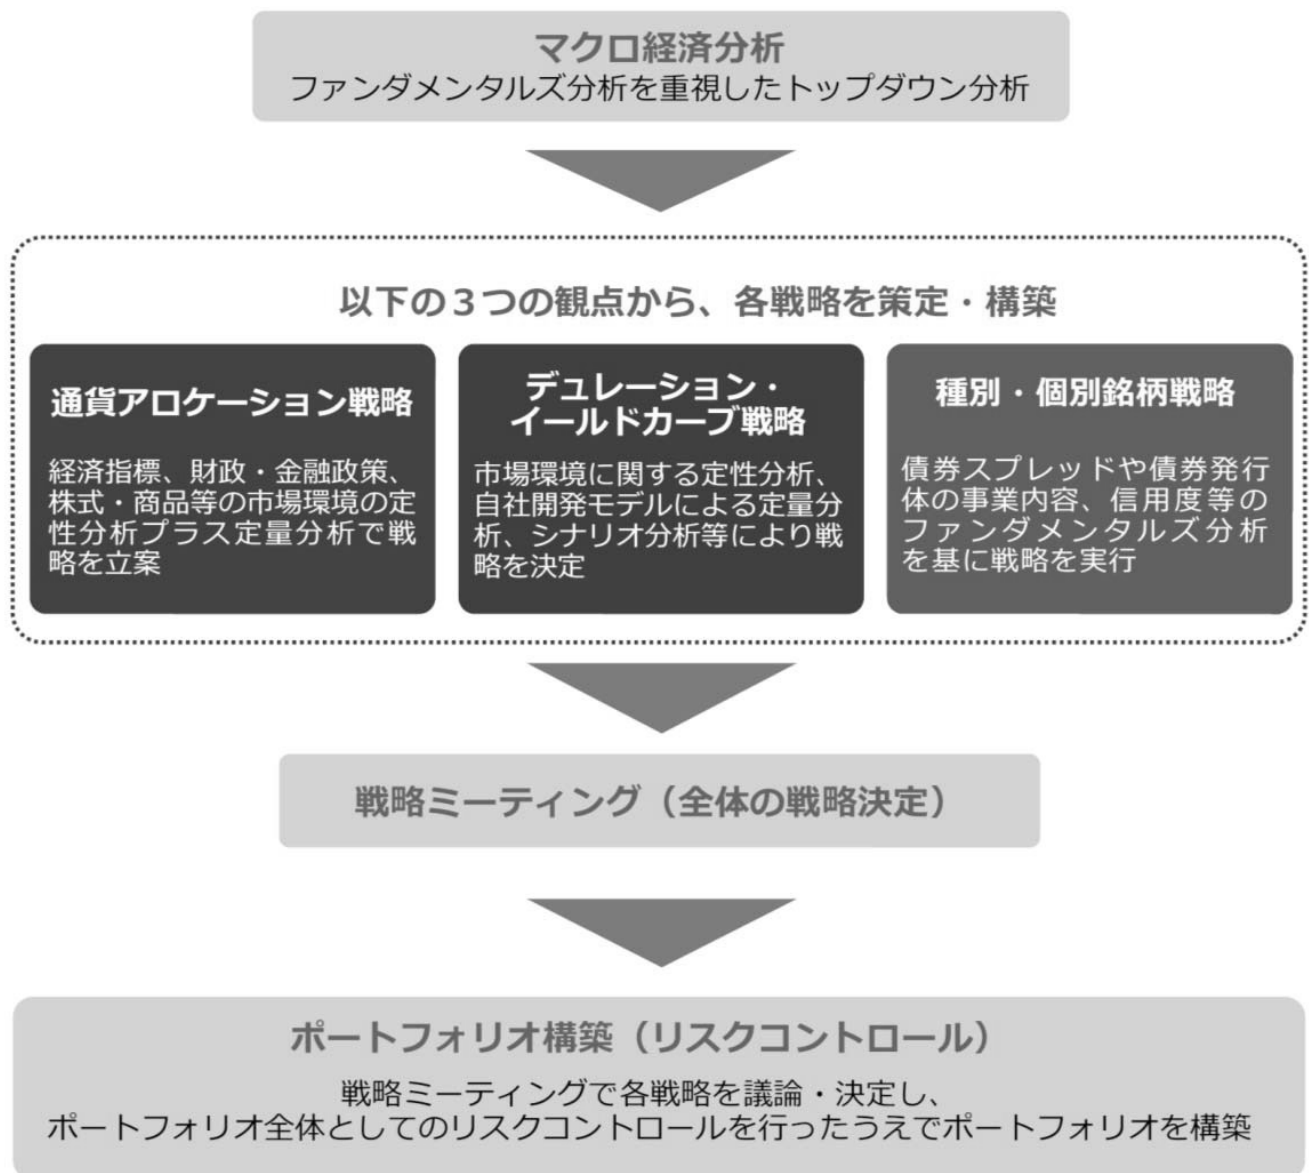 マクロ経済分析
ファンダメンタルズ分析を重視したトップダウン分析
以下の３つの観点から、各戦略を策定・構築
通貨アロケーション戦略
経済指標、財政・金融政策、
株式・商品等の市場環境の定
性分析プラス定量分析で戦
略を立案
デュレーション・
イールドカーブ戦略
市場環境に関する定性分析、
自社開発モデルによる定量分
析、シナリオ分析等により戦
略を決定
種別・個別銘柄戦略
債券スプレッドや債券発行
体の事業内容、信用度等の
ファンダメンタルズ分析
を基に戦略を実行
戦略ミーティング（全体の戦略決定）
ポートフォリオ構築（リスクコントロール）
戦略ミーティングで各戦略を議論・決定し、
ポートフォリオ全体としてのリスクコントロールを行ったうえでポートフォリオを構築